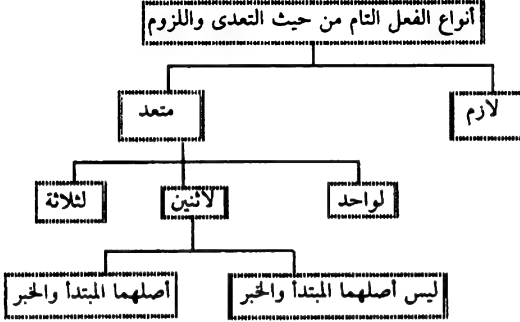 أنواع الفعل التام من حيث التعدى واللزوم
لازم
متعد
لواحد
لاثنين
لثلاثة
ليس أصلهما المبتدأ والخبر
أصلهما المبتدأ والخبر